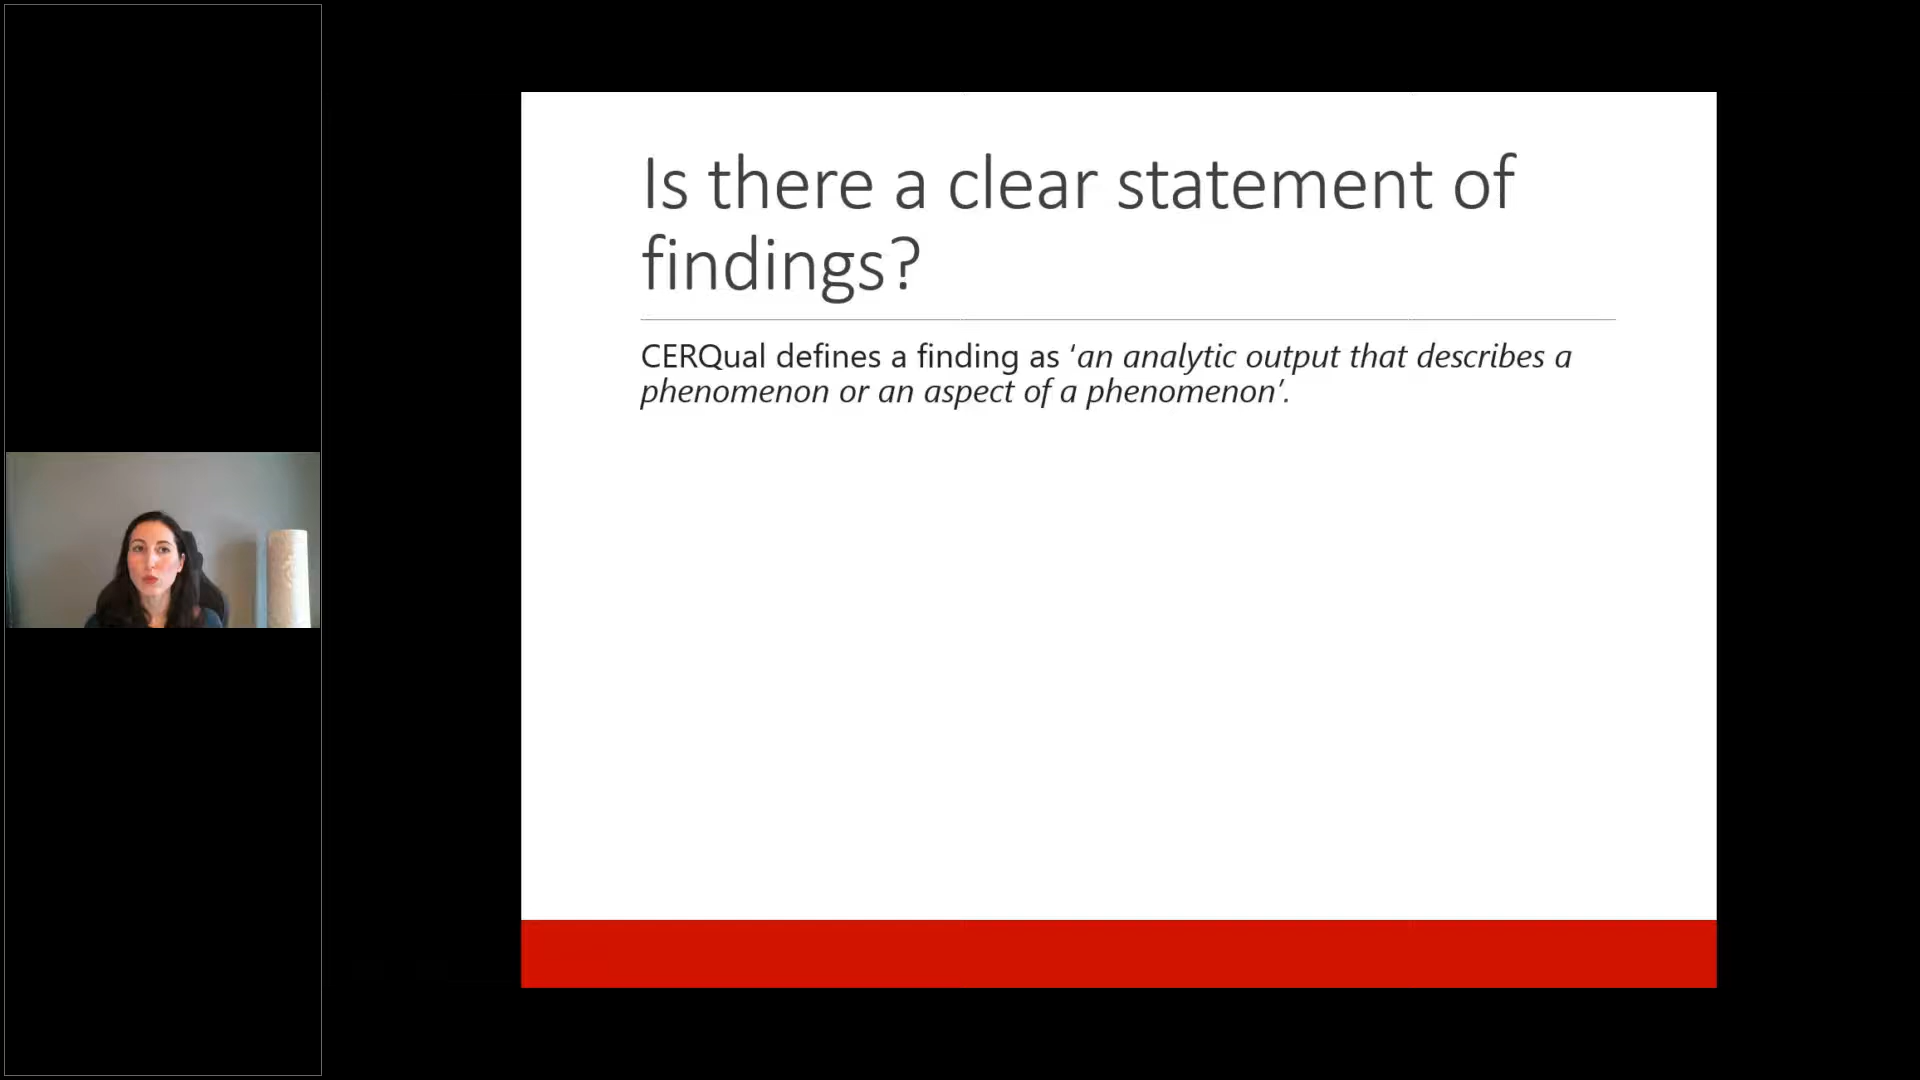 Is there a clear statement of
findings?
CERQual defines a finding as ‘an analytic output that describes a
phenomenon or an aspect of a phenomenon’.